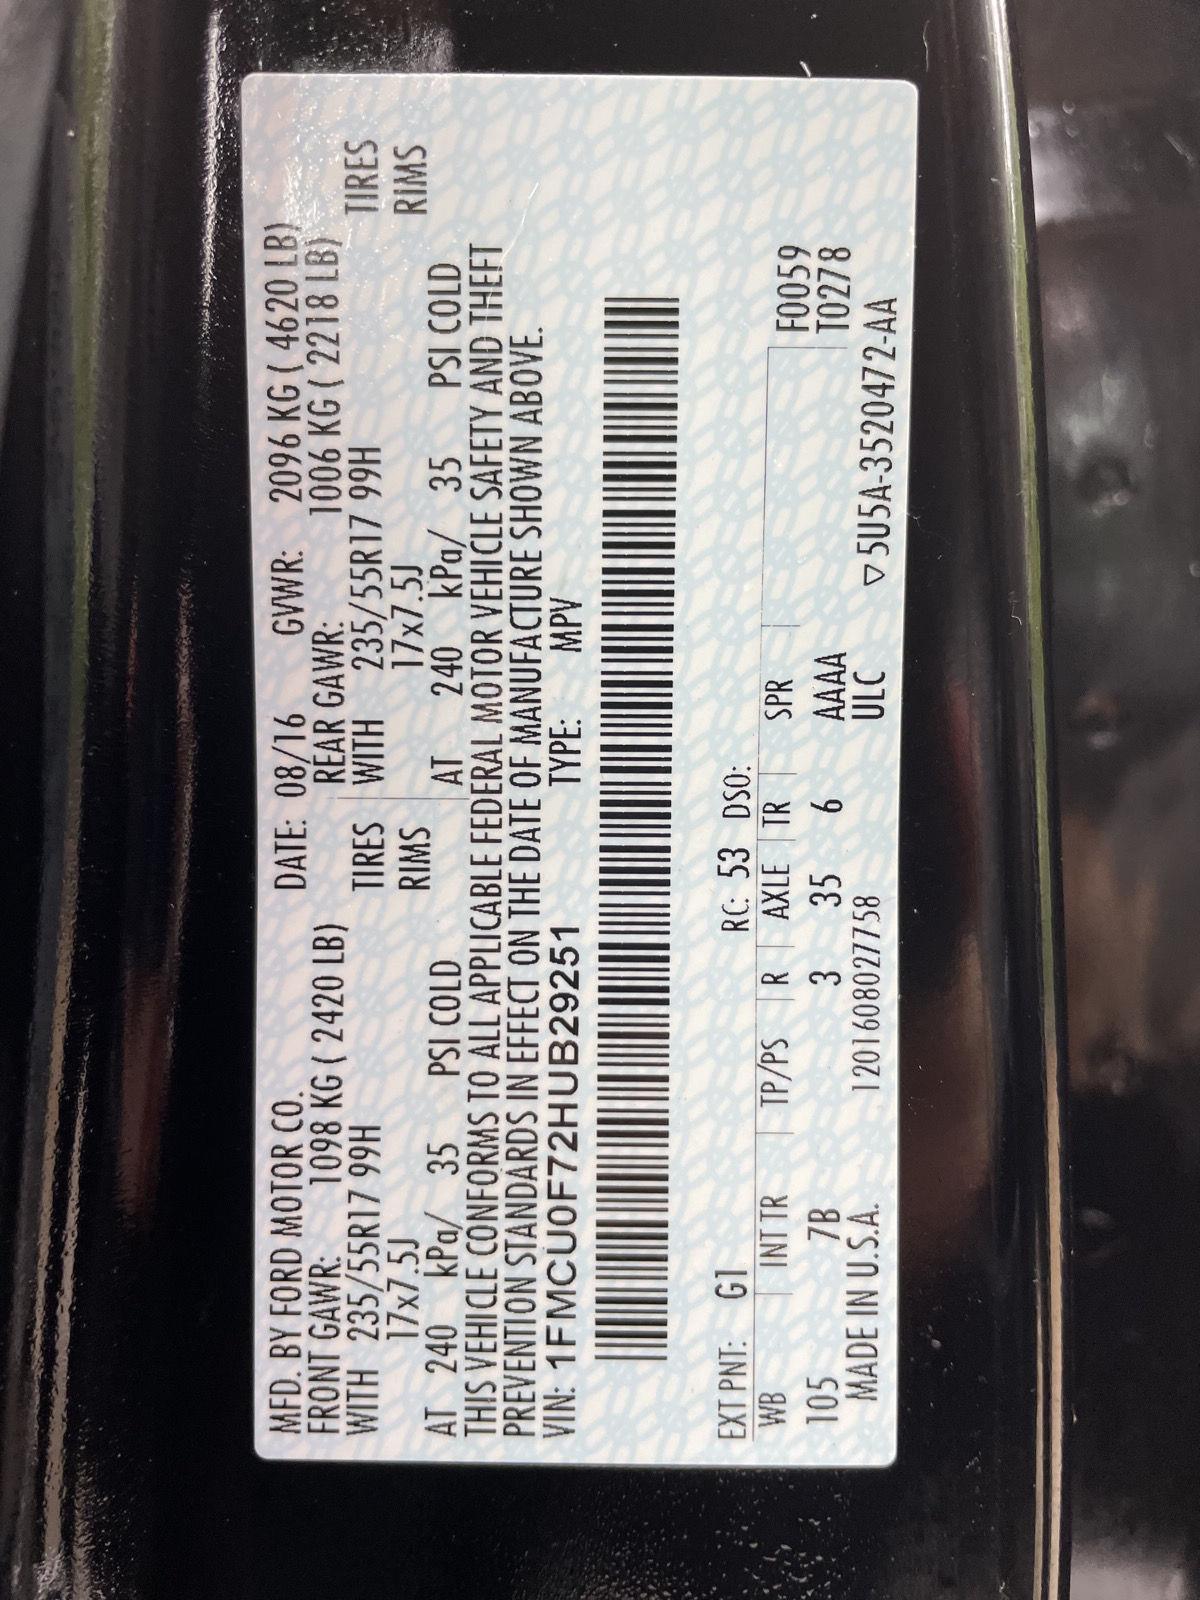 MFD. BY FORD MOTOR CO. DATE: 08/16 GVWR: 2096 KG ( 4620 LB)
FRONT GAWR: 1098 KG ( 2420 LB) REAR GAWR: 1006 KG ( 2218 LB)
WITH 235/55R17 99H TIRES WITH 235/55R17 99H TIRES
17x7.5J RIMS 17x7.5J RIMS
AT 240 kPa/ 35 PSI COLD AT 240 kPa/ 35 PSI COLD
THIS VEHICLE CONFORMS TO ALL APPLICABLE FEDERAL MOTOR VEHICLE SAFETY AND THEFT
PREVENTION STANDARDS IN EFFECT ON THE DATE OF MANUFACTURE SHOWN ABOVE.
VIN: 1FMCU0F72HUB29251 TYPE: MPV
EXT PNT: G1 RC: 53 DSO:
WB INT TR TP/PS R AXLE TR SPR F0059
105 7B 3 35 6 AAAA T0278
MADE IN U.S.A. 1201608027758 ULC
▽5U5A-3520472-AA